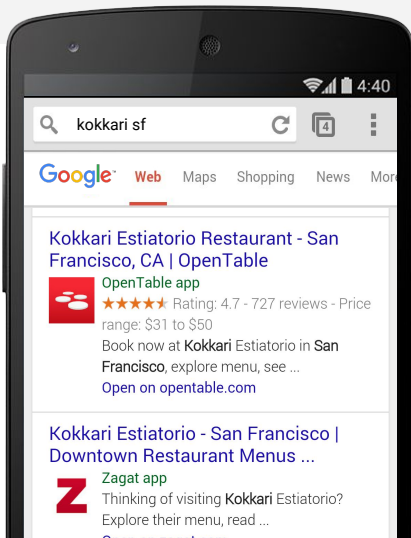 4:40
kokkari sf
4
Google™ Web Maps Shopping News More
Kokkari Estiatorio Restaurant - San
Francisco, CA | OpenTable
OpenTable app
Rating: 4.7 - 727 reviews - Price
range: $31 to $50
Book now at Kokkari Estiatorio in San
Francisco, explore menu, see ...
Open on opentable.com
Kokkari Estiatorio - San Francisco |
Downtown Restaurant Menus ...
Z
Zagat app
Thinking of visiting Kokkari Estiatorio?
Explore their menu, read ...